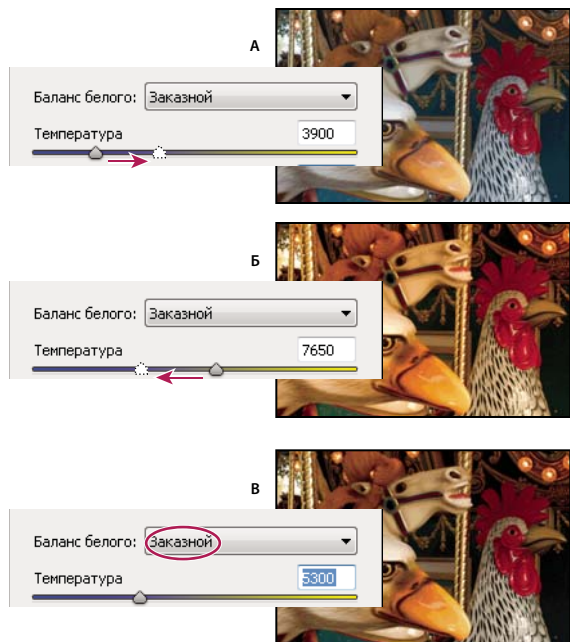 А
Баланс белого: Заказной
Температура 3900
Б
Баланс белого: Заказной
Температура 7650
В
Баланс белого: Заказной
Температура 5300